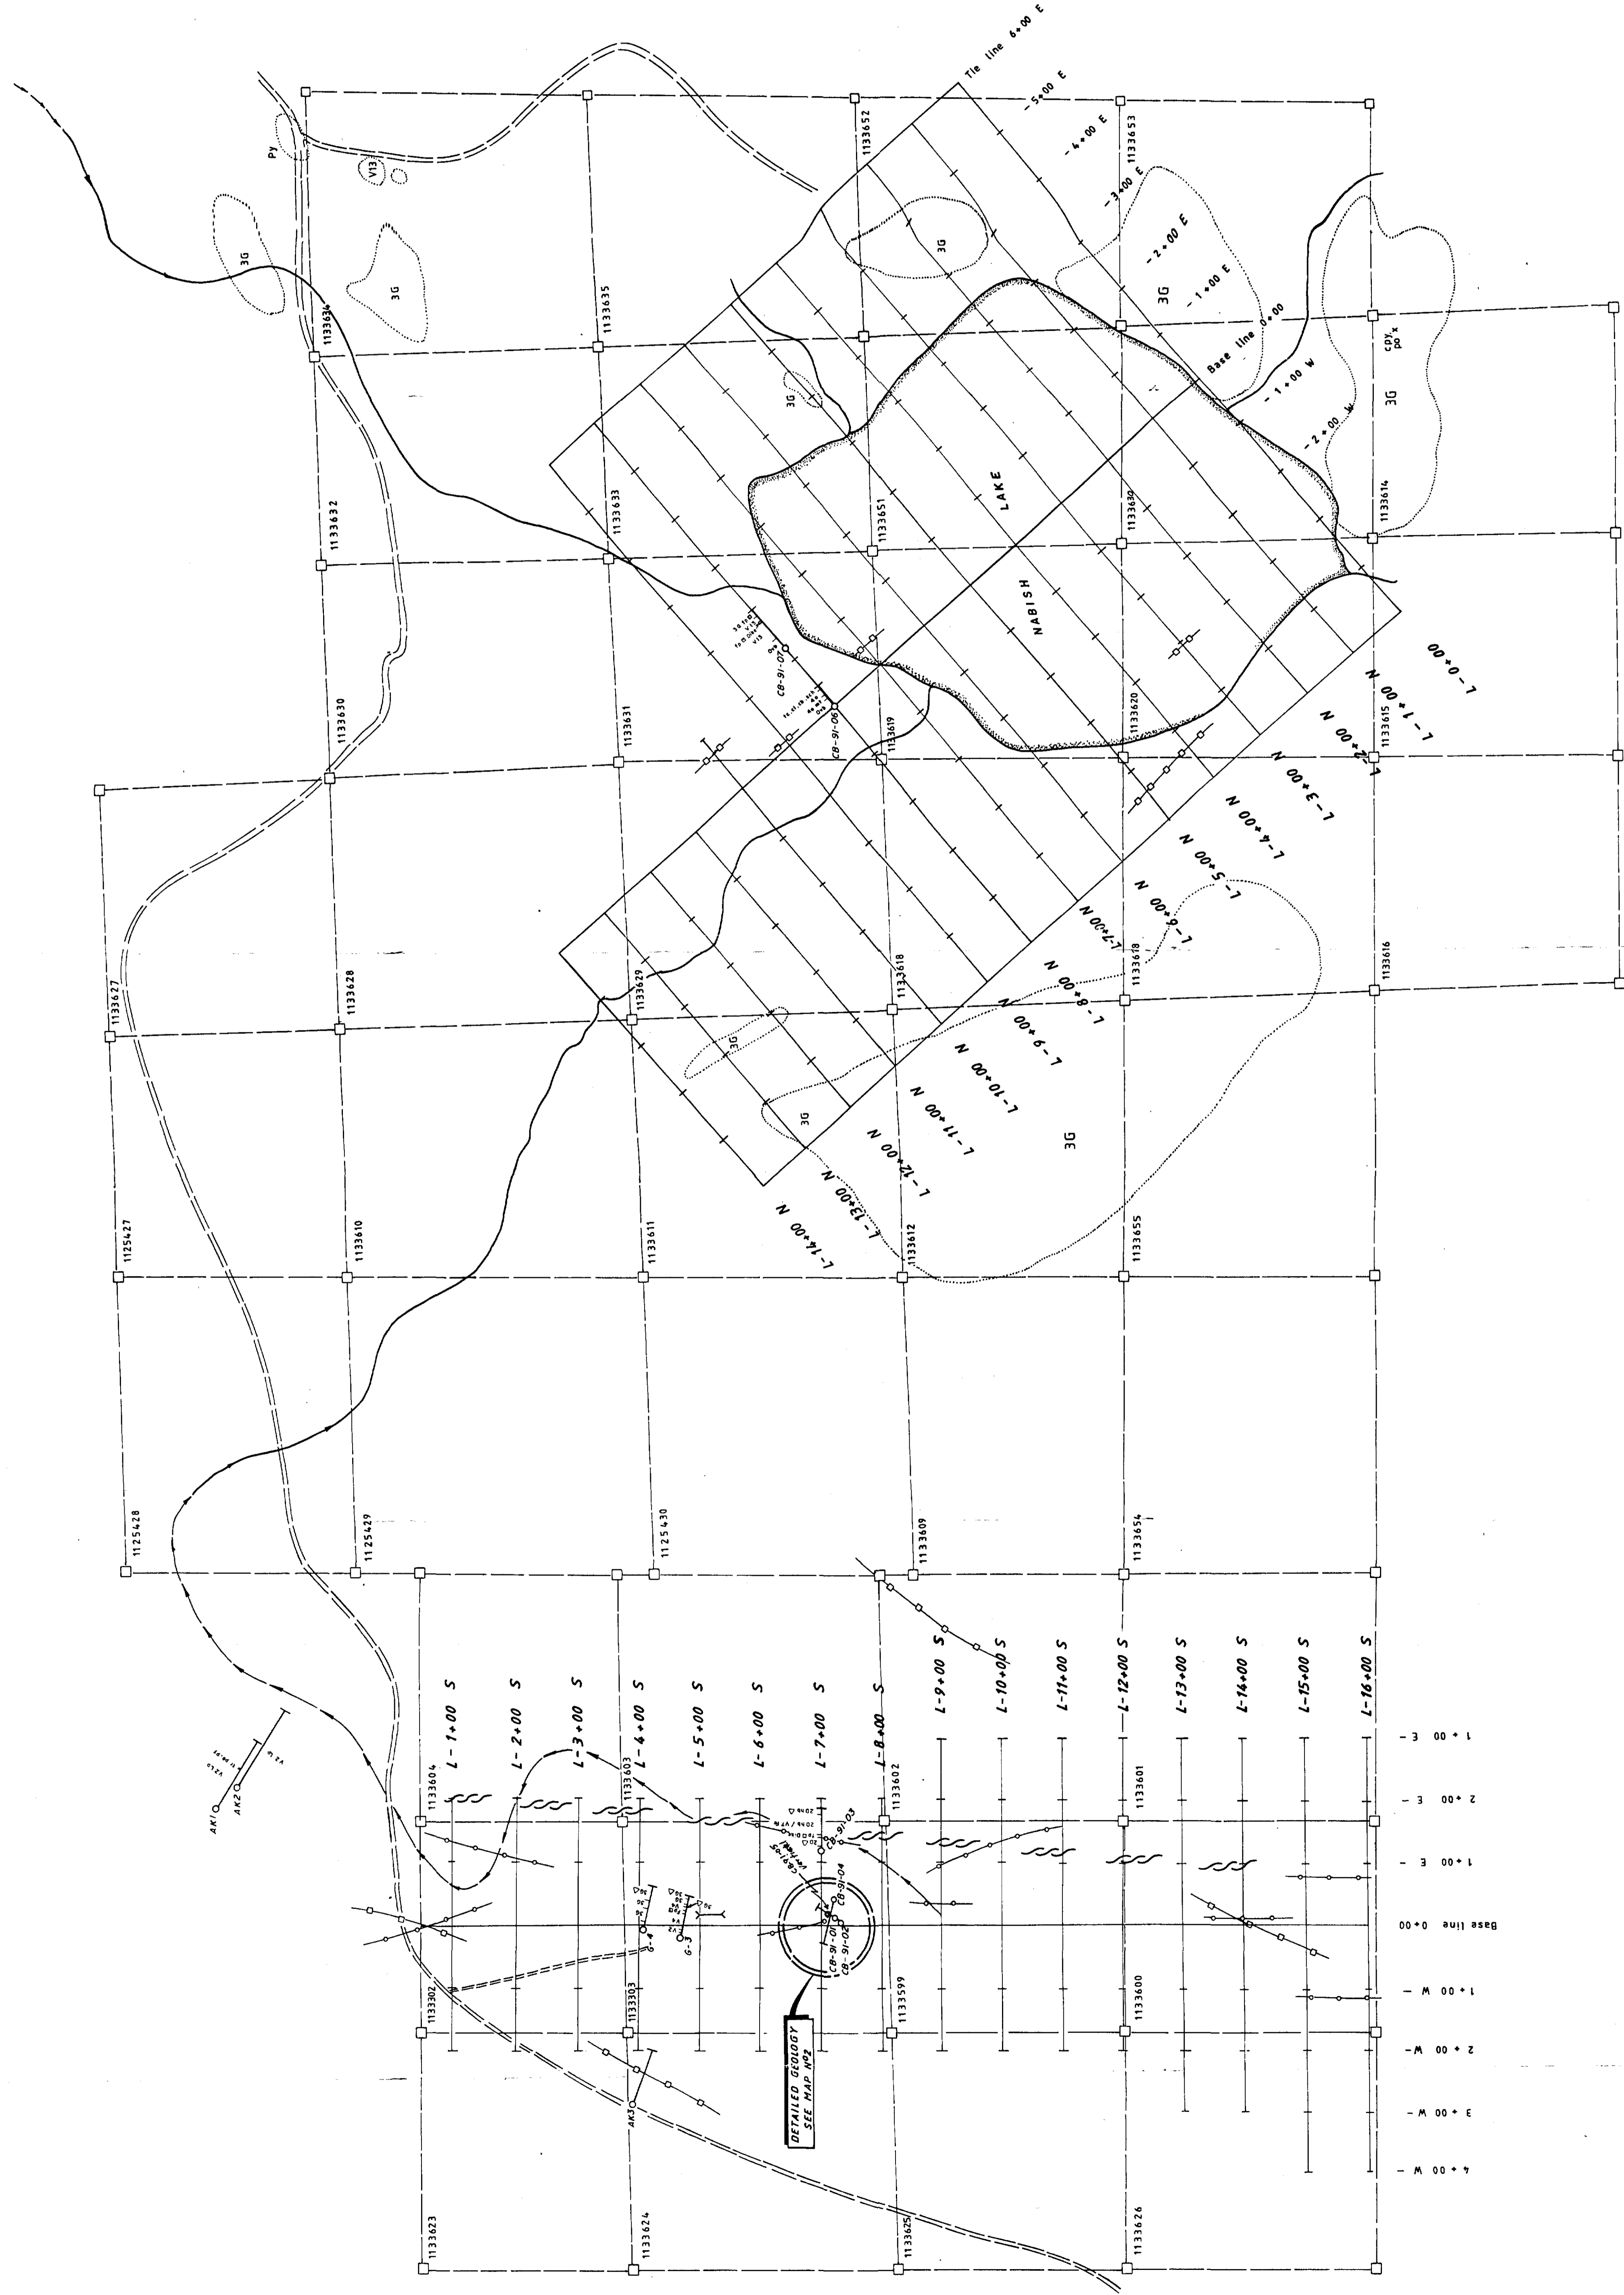 Tie line 6+00 E
- 5+00 E
- 4+00 E
- 3+00 E
- 2+00 E
- 1+00 E
Base line 0+00
- 1+00 W
- 2+00 W
Py
V13
3G
3G
3G
3G
3G
3G
cpy, x
po
1133652
1133653
1133634
1133635
1133632
1133633
1133651
1133614
NABISH LAKE
CB-91-07
CB-91-06
1133630
1133631
1133619
1133620
1133615
L-0+00
L-1+00 N
L-2+00 N
L-3+00 N
L-4+00 N
L-5+00 N
L-6+00 N
L-7+00 N
L-8+00 N
L-9+00 N
L-10+00 N
L-11+00 N
L-12+00 N
L-13+00 N
L-14+00 N
1133627
1133628
1133629
1133618
1133616
3G
3G
3G
1125427
1133610
1133611
1133612
1133655
1125428
1125429
1125430
1133609
1133654
L-1+00 S
L-2+00 S
L-3+00 S
L-4+00 S
L-5+00 S
L-6+00 S
L-7+00 S
L-8+00 S
L-9+00 S
L-10+00 S
L-11+00 S
L-12+00 S
L-13+00 S
L-14+00 S
L-15+00 S
L-16+00 S
AK1
AK2
1133604
1133603
1133602
1133601
1+00 E -
2+00 E -
1+00 E -
Base line 0+00
1+00 W -
2+00 W-
3+00 W-
4+00 W -
CB-91-03
CB91-05
Vertical
CB-91-04
CB-91-01
CB-91-02
G-4
G-3
1133302
1133303
1133599
1133600
DETAILED GEOLOGY
SEE MAP Nº2
AK3
1133623
1133624
1133625
1133626